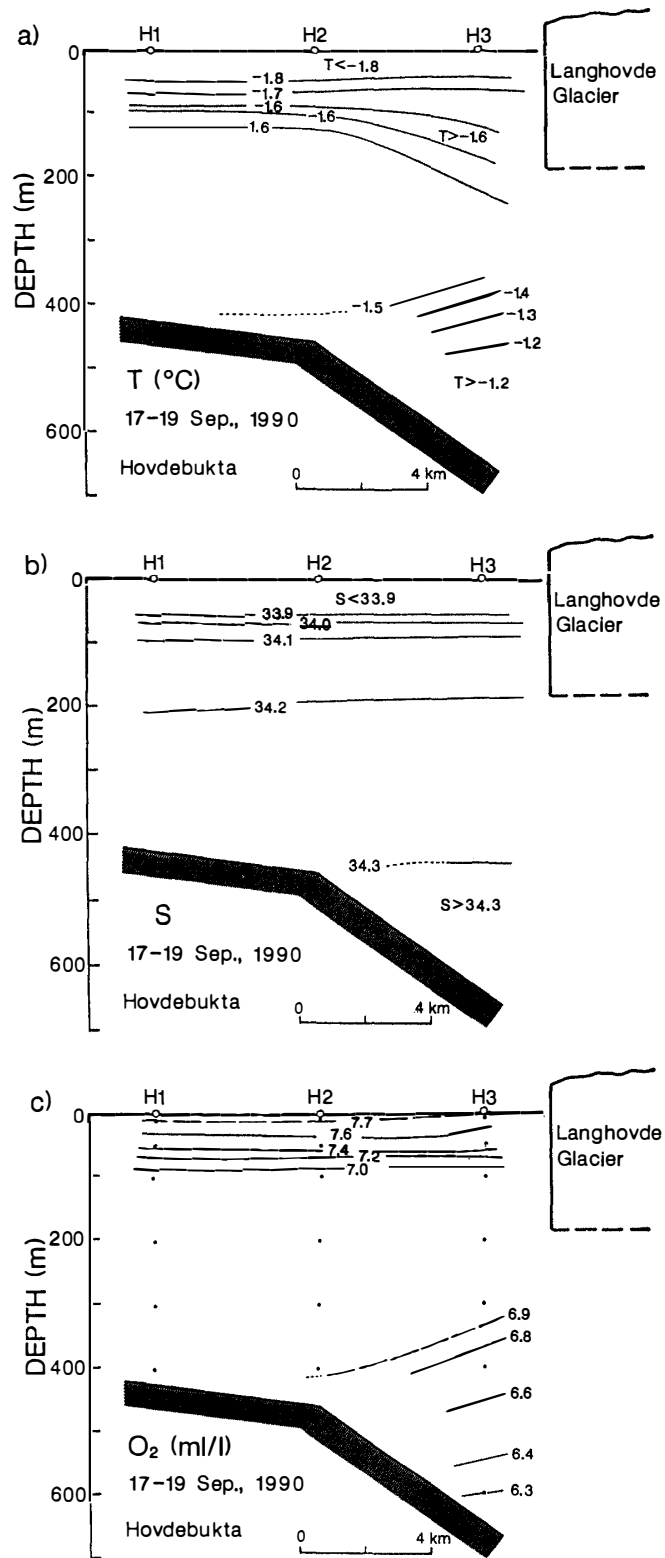 a)
H1 H2 H3
0
T<-1.8
Langhovde
Glacier
-1.8
-1.7
-1.6
-1.6
T>-1.6
1.6
200
DEPTH (m)
-1.5
-1.4
400
-1.3
-1.2
T (°C)
T>-1.2
17-19 Sep., 1990
600
0 4 km
Hovdebukta
b)
H1 H2 H3
0
S<33.9
Langhovde
Glacier
33.9
34.0
34.1
200
34.2
DEPTH (m)
400
34.3
S>34.3
S
17-19 Sep., 1990
600
0 4 km
Hovdebukta
c)
H1 H2 H3
0
7.7
Langhovde
Glacier
7.6
7.4
7.2
7.0
200
DEPTH (m)
6.9
6.8
400
6.6
O₂ (ml/l)
6.4
17-19 Sep., 1990
600
6.3
0 4 km
Hovdebukta